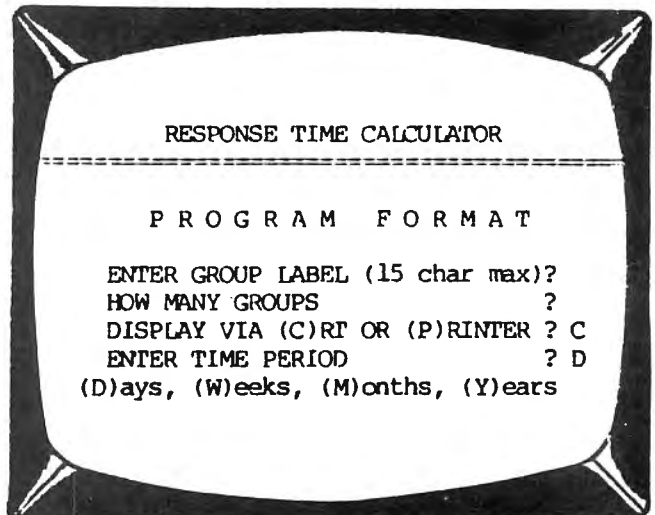 RESPONSE TIME CALCULATOR
P R O G R A M F O R M A T
ENTER GROUP LABEL (15 char max)?
HOW MANY GROUPS ?
DISPLAY VIA (C)RT OR (P)RINTER ? C
ENTER TIME PERIOD ? D
(D)ays, (W)eeks, (M)onths, (Y)ears